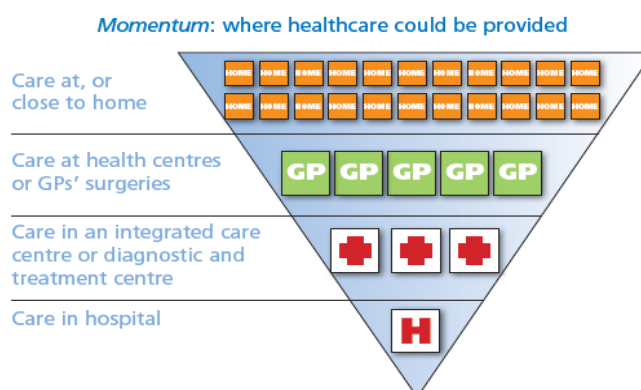 Momentum: where healthcare could be provided
Care at, or
close to home
HOME HOME HOME HOME HOME HOME HOME HOME HOME HOME HOME
HOME HOME HOME HOME HOME HOME HOME HOME HOME HOME HOME
Care at health centres
or GPs' surgeries
GP GP GP GP GP
Care in an integrated care
centre or diagnostic and
treatment centre
Care in hospital
H